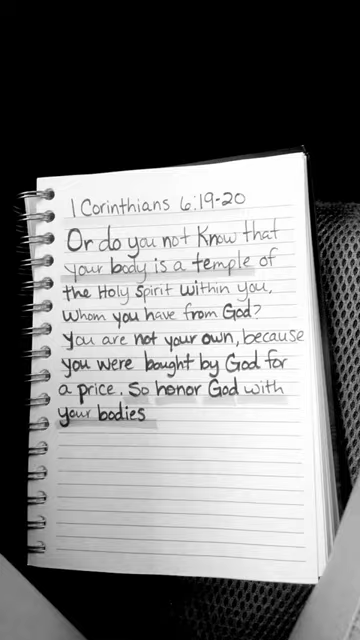 1 Corinthians 6:19-20
Or do you not know that
your body is a temple of
the Holy Spirit within you,
whom you have from God?
You are not your own, because
you were bought by God for
a price. So honor God with
your bodies